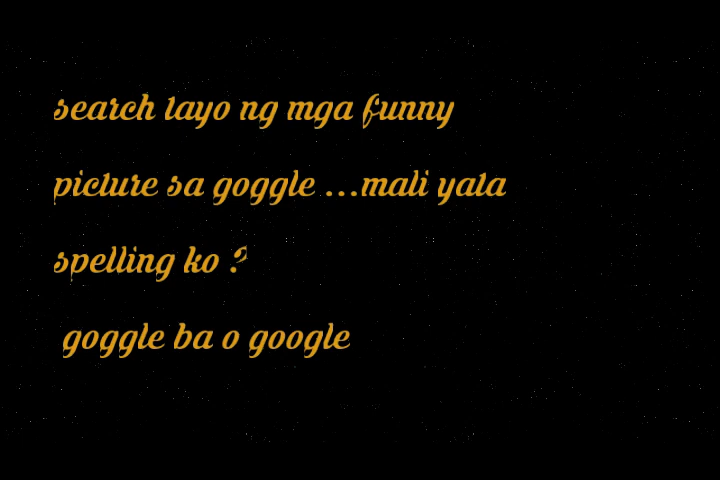 search tayo ng mga funny
picture sa goggle ...mali yata
spelling ko ?
goggle ba o google